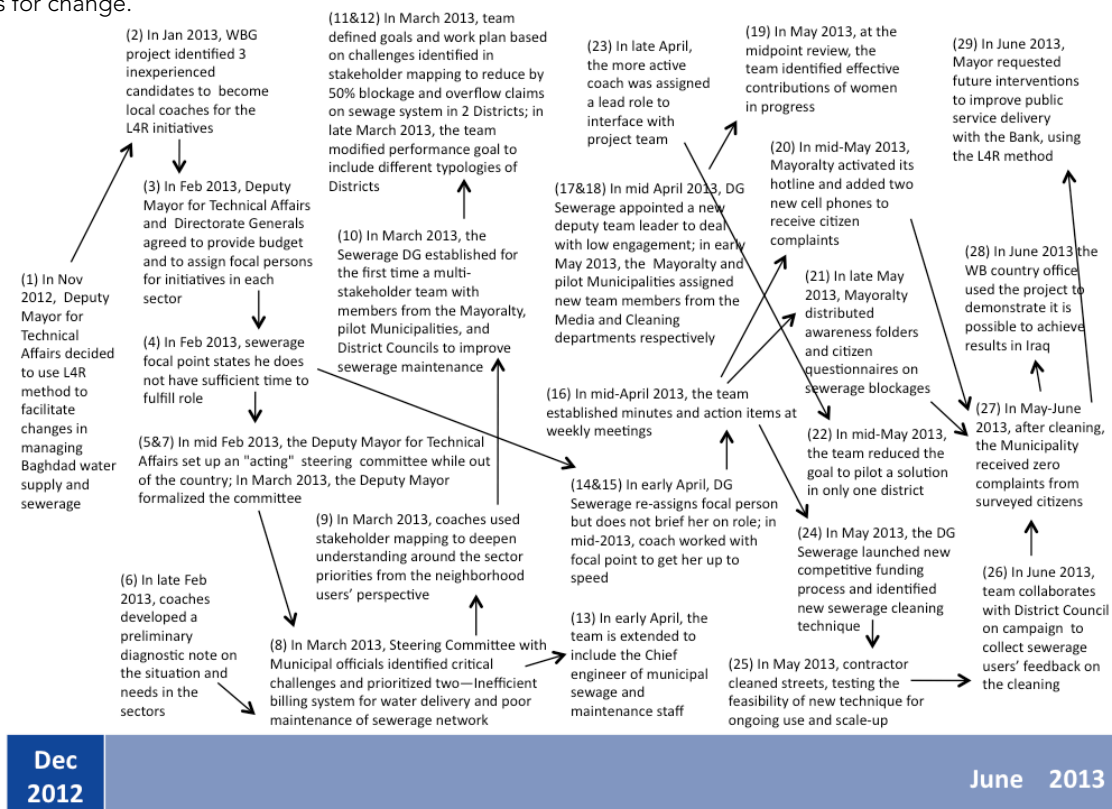 s for change.
(1) In Nov
2012, Deputy
Mayor for
Technical
Affairs decided
to use L4R
method to
facilitate
changes in
managing
Baghdad water
supply and
sewerage
(2) In Jan 2013, WBG
project identified 3
inexperienced
candidates to become
local coaches for the
L4R initiatives
(3) In Feb 2013, Deputy
Mayor for Technical Affairs
and Directorate Generals
agreed to provide budget
and to assign focal persons
for initiatives in each
sector
(4) In Feb 2013, sewerage
focal point states he does
not have sufficient time to
fulfill role
(5&7) In mid Feb 2013, the Deputy Mayor for Technical
Affairs set up an "acting" steering committee while out
of the country; In March 2013, the Deputy Mayor
formalized the committee
(6) In late Feb
2013, coaches
developed a
preliminary
diagnostic note on
the situation and
needs in the
sectors
(8) In March 2013, Steering Committee with
Municipal officials identified critical
challenges and prioritized two—Inefficient
billing system for water delivery and poor
maintenance of sewerage network
(9) In March 2013, coaches used
stakeholder mapping to deepen
understanding around the sector
priorities from the neighborhood
users' perspective
(10) In March 2013, the
Sewerage DG established for
the first time a multi-
stakeholder team with
members from the Mayoralty,
pilot Municipalities, and
District Councils to improve
sewerage maintenance
(11&12) In March 2013, team
defined goals and work plan based
on challenges identified in
stakeholder mapping to reduce by
50% blockage and overflow claims
on sewage system in 2 Districts; in
late March 2013, the team
modified performance goal to
include different typologies of
Districts
(13) In early April, the
team is extended to
include the Chief
engineer of municipal
sewage and
maintenance staff
(14&15) In early April, DG
Sewerage re-assigns focal person
but does not brief her on role; in
mid-2013, coach worked with
focal point to get her up to
speed
(16) In mid-April 2013, the team
established minutes and action items at
weekly meetings
(17&18) In mid April 2013, DG
Sewerage appointed a new
deputy team leader to deal
with low engagement; in early
May 2013, the Mayoralty and
pilot Municipalities assigned
new team members from the
Media and Cleaning
departments respectively
(23) In late April,
the more active
coach was assigned
a lead role to
interface with
project team
(19) In May 2013, at the
midpoint review, the
team identified effective
contributions of women
in progress
(20) In mid-May 2013,
Mayoralty activated its
hotline and added two
new cell phones to
receive citizen
complaints
(21) In late May
2013, Mayoralty
distributed
awareness folders
and citizen
questionnaires on
sewerage blockages
(22) In mid-May 2013,
the team reduced the
goal to pilot a solution
in only one district
(24) In May 2013, the DG
Sewerage launched new
competitive funding
process and identified
new sewerage cleaning
technique
(25) In May 2013, contractor
cleaned streets, testing the
feasibility of new technique for
ongoing use and scale-up
(26) In June 2013,
team collaborates
with District Council
on campaign to
collect sewerage
users' feedback on
the cleaning
(27) In May-June
2013, after cleaning,
the Municipality
received zero
complaints from
surveyed citizens
(28) In June 2013 the
WB country office
used the project to
demonstrate it is
possible to achieve
results in Iraq
(29) In June 2013,
Mayor requested
future interventions
to improve public
service delivery
with the Bank, using
the L4R method
Dec
2012
June 2013